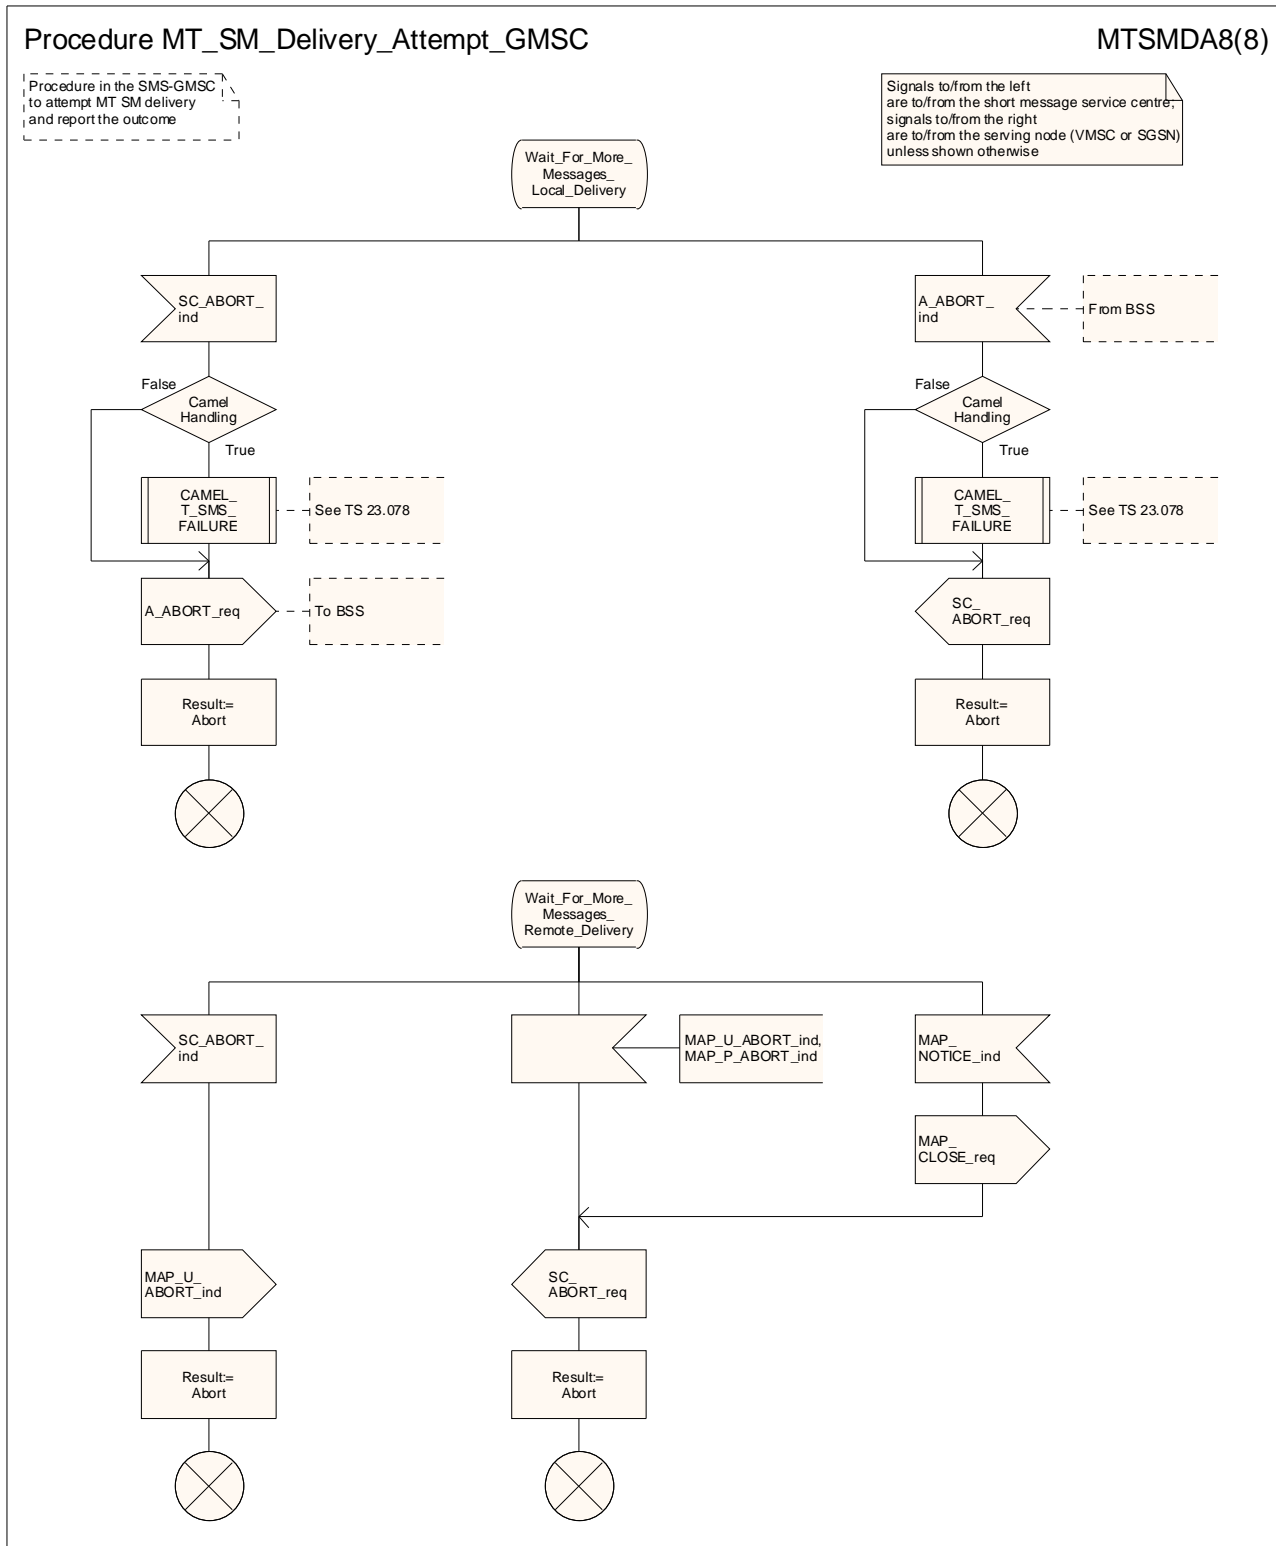 Procedure MT_SM_Delivery_Attempt_GMSC
MTSMDA8(8)
Procedure in the SMS-GMSC
to attempt MT SM delivery
and report the outcome
Signals to/from the left
are to/from the short message service centre;
signals to/from the right
are to/from the serving node (VMSC or SGSN)
unless shown otherwise
Wait_For_More_
Messages_
Local_Delivery
SC_ABORT_
ind
A_ABORT_
ind
From BSS
False
Camel
Handling
True
False
Camel
Handling
True
CAMEL_
T_SMS_
FAILURE
See TS 23.078
CAMEL_
T_SMS_
FAILURE
See TS 23.078
A_ABORT_req
To BSS
SC_
ABORT_req
Result:=
Abort
Result:=
Abort
Wait_For_More_
Messages_
Remote_Delivery
SC_ABORT_
ind
MAP_U_ABORT_ind,
MAP_P_ABORT_ind
MAP_
NOTICE_ind
MAP_
CLOSE_req
MAP_U_
ABORT_ind
SC_
ABORT_req
Result:=
Abort
Result:=
Abort